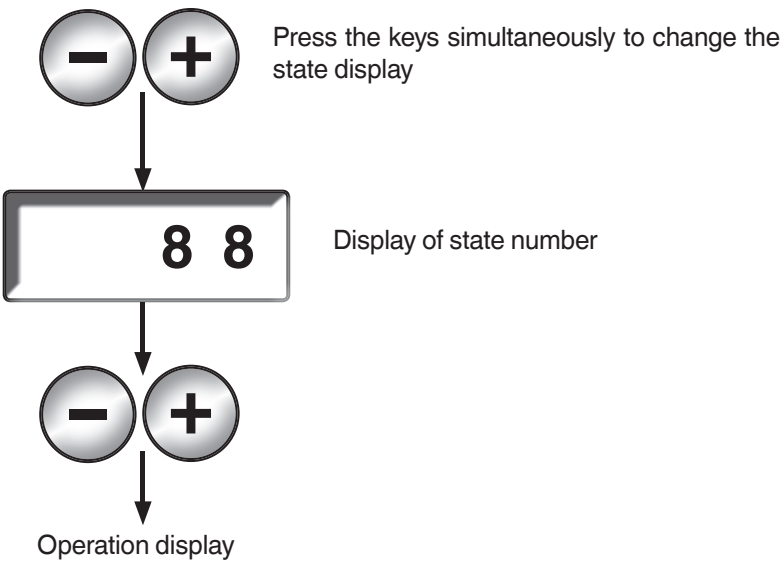 − +
Press the keys simultaneously to change the
state display
8 8
Display of state number
− +
Operation display